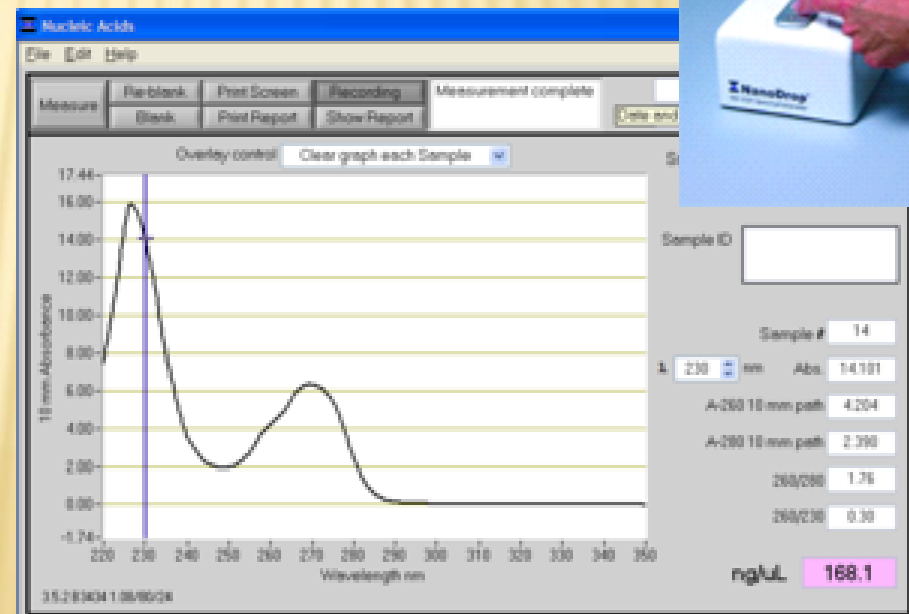 Nucleic Acids
File Edit Help
Measure
Re-blank
Print Screen
Recording
Measurement complete
Blank
Print Report
Show Report
Date and
NanoDrop
Overlay control
Clear graph each Sample
17.44
16.00
14.00
12.00
10.00
8.00
6.00
4.00
2.00
0.00
-1.74
10 mm Absorbance
220 230 240 250 260 270 280 290 300 310 320 330 340 350
Wavelength nm
Sample ID
Sample # 14
λ 230 nm Abs. 14.101
A-260 10 mm path 4.204
A-280 10 mm path 2.390
260/280 1.76
260/230 0.30
ng/uL 168.1